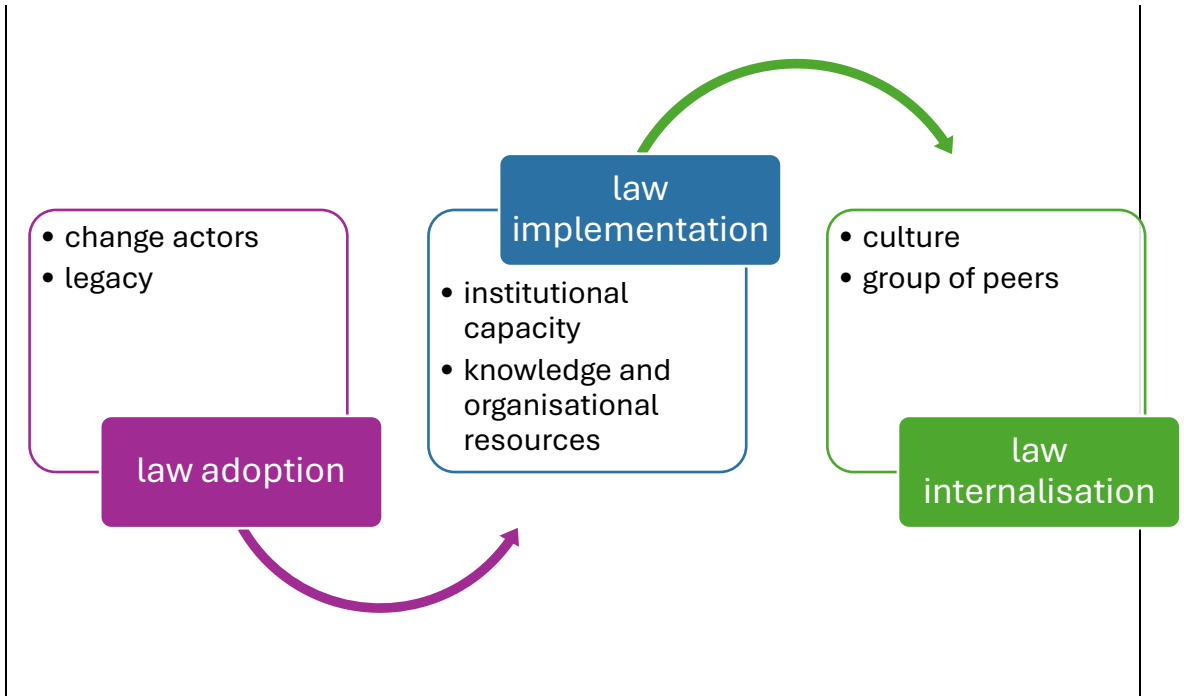 • change actors
• legacy
law adoption
law
implementation
• institutional
capacity
• knowledge and
organisational
resources
• culture
• group of peers
law
internalisation